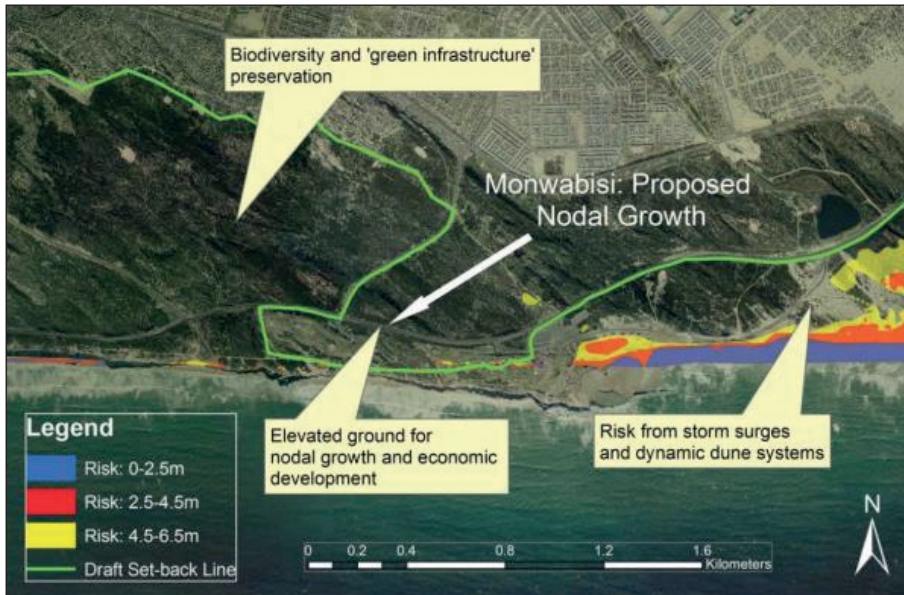 Biodiversity and 'green infrastructure'
preservation
Monwabisi: Proposed
Nodal Growth
Elevated ground for
nodal growth and economic
development
Risk from storm surges
and dynamic dune systems
Legend
Risk: 0-2.5m
Risk: 2.5-4.5m
Risk: 4.5-6.5m
Draft Set-back Line
0 0.2 0.4 0.8 1.2 1.6
Kilometers
N